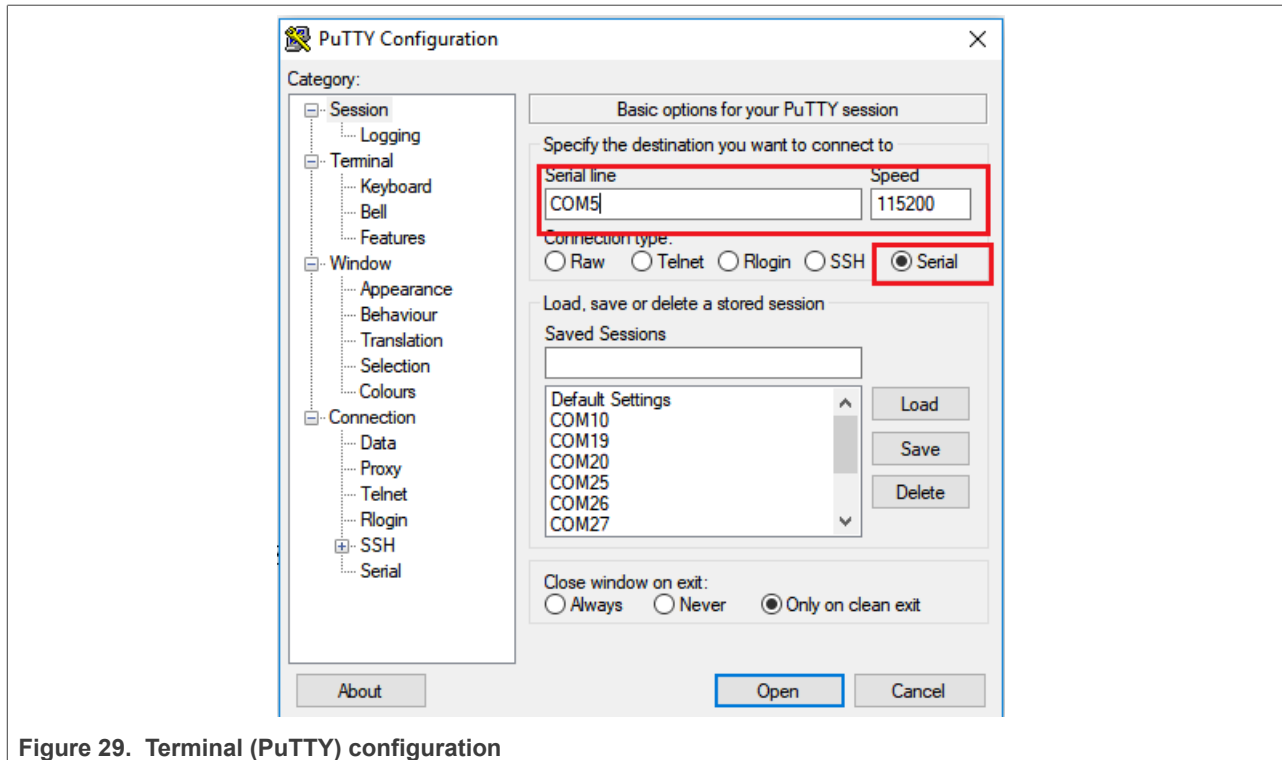 PuTTY Configuration
Category:
Session
Logging
Terminal
Keyboard
Bell
Features
Window
Appearance
Behaviour
Translation
Selection
Colours
Connection
Data
Proxy
Telnet
Rlogin
SSH
Serial
Basic options for your PuTTY session
Specify the destination you want to connect to
Serial line Speed
COM5 115200
Connection type:
Raw Telnet Rlogin SSH Serial
Load, save or delete a stored session
Saved Sessions
Default Settings
COM10
COM19
COM20
COM25
COM26
COM27
Load
Save
Delete
Close window on exit:
Always Never Only on clean exit
About Open Cancel
Figure 29. Terminal (PuTTY) configuration